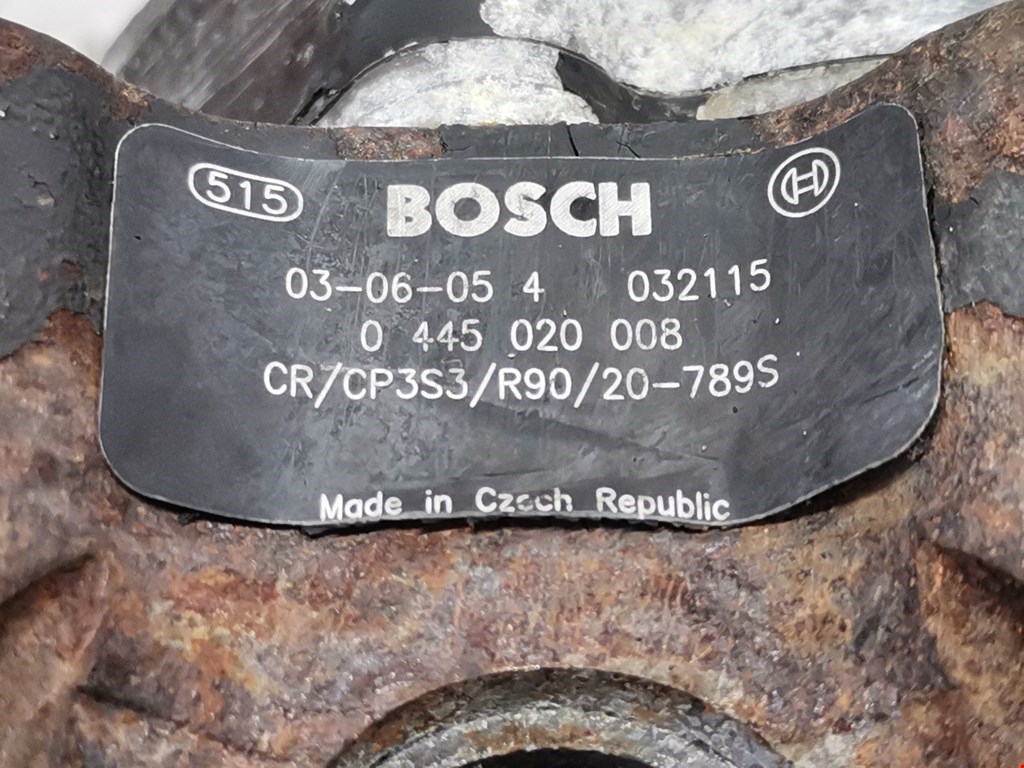 515 BOSCH
03-06-05 4 032115
0 445 020 008
CR/CP3S3/R90/20-789S
Made in Czech Republic